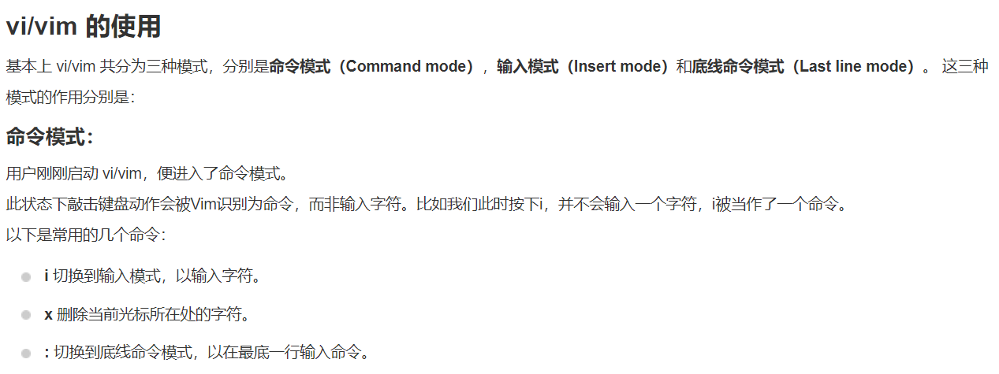 vi/vim 的使用
基本上 vi/vim 共分为三种模式，分别是命令模式（Command mode），输入模式（Insert mode）和底线命令模式（Last line mode）。 这三种
模式的作用分别是：
命令模式：
用户刚刚启动 vi/vim，便进入了命令模式。
此状态下敲击键盘动作会被Vim识别为命令，而非输入字符。比如我们此时按下i，并不会输入一个字符，i被当作了一个命令。
以下是常用的几个命令：
i 切换到输入模式，以输入字符。
x 删除当前光标所在处的字符。
: 切换到底线命令模式，以在最底一行输入命令。